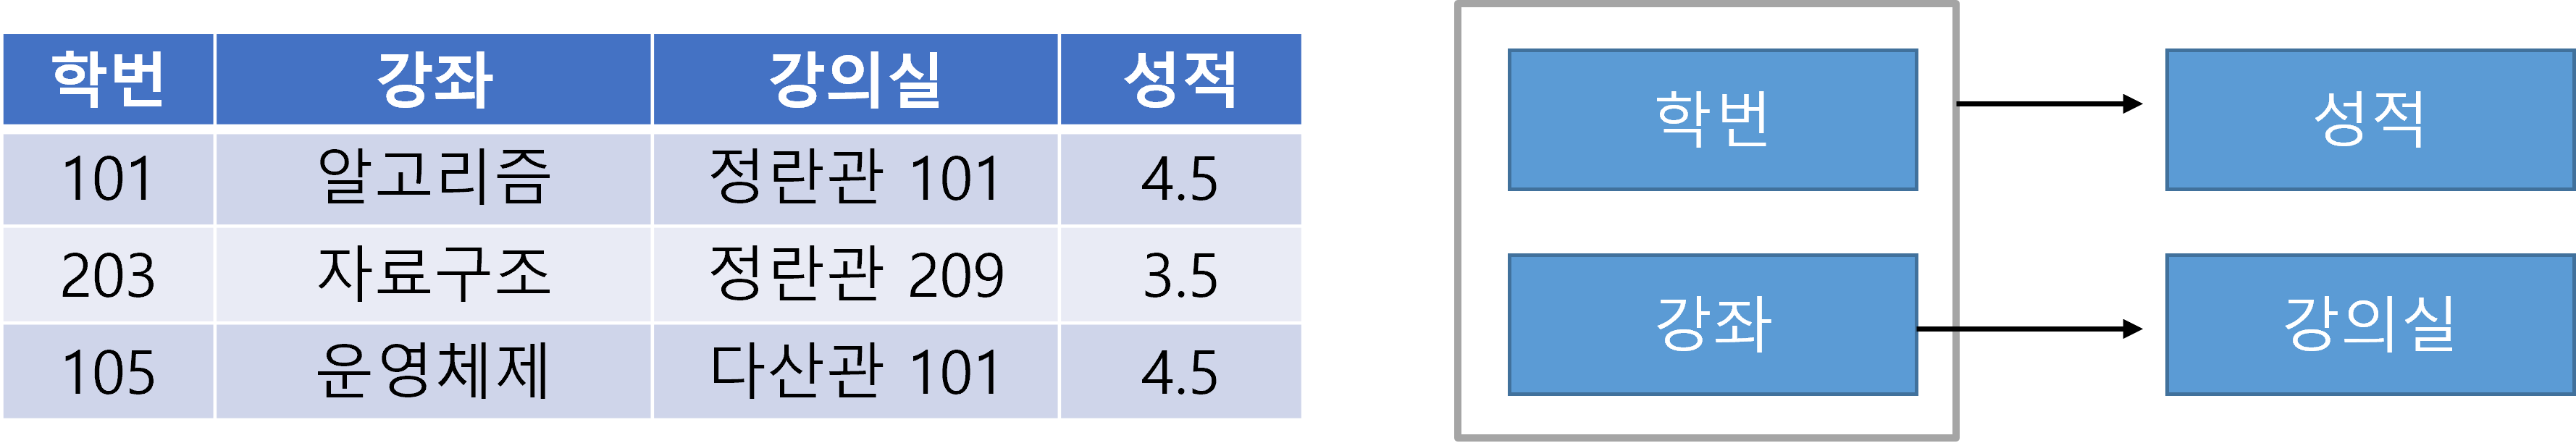 학번 강좌 강의실 성적
101 알고리즘 정란관 101 4.5
203 자료구조 정란관 209 3.5
105 운영체제 다산관 101 4.5
학번 성적
강좌 강의실